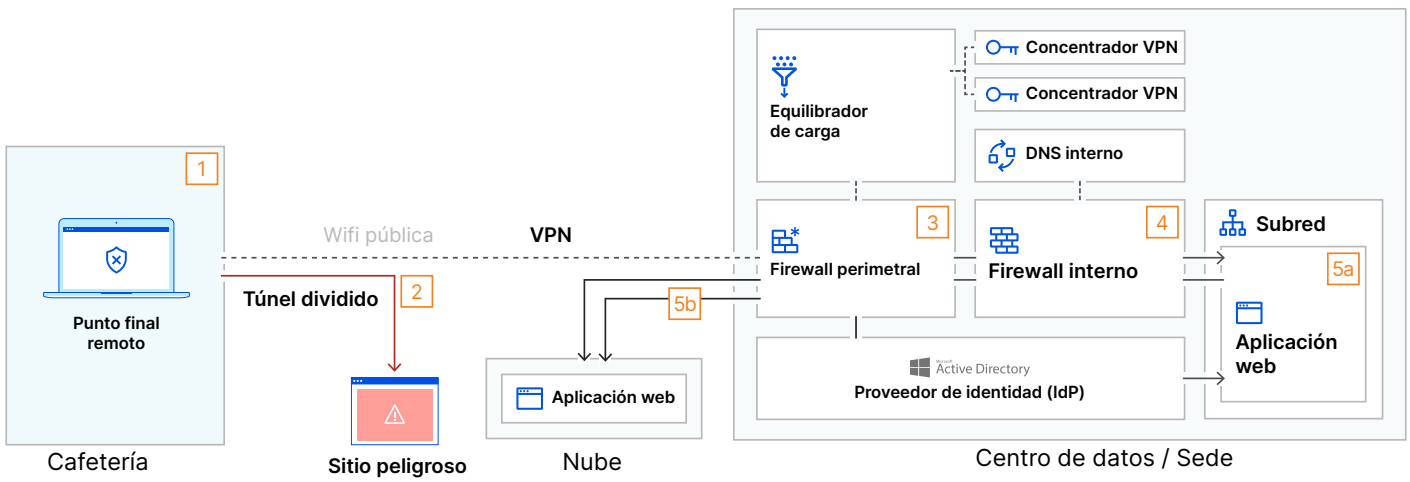 1
Punto final
remoto
Cafetería
Wifi pública
VPN
Túnel dividido
2
Sitio peligroso
5b
Aplicación web
Nube
Equilibrador
de carga
Concentrador VPN
Concentrador VPN
DNS interno
3
Firewall perimetral
4
Firewall interno
Subred
5a
Aplicación
web
Microsoft
Active Directory
Proveedor de identidad (IdP)
Centro de datos / Sede